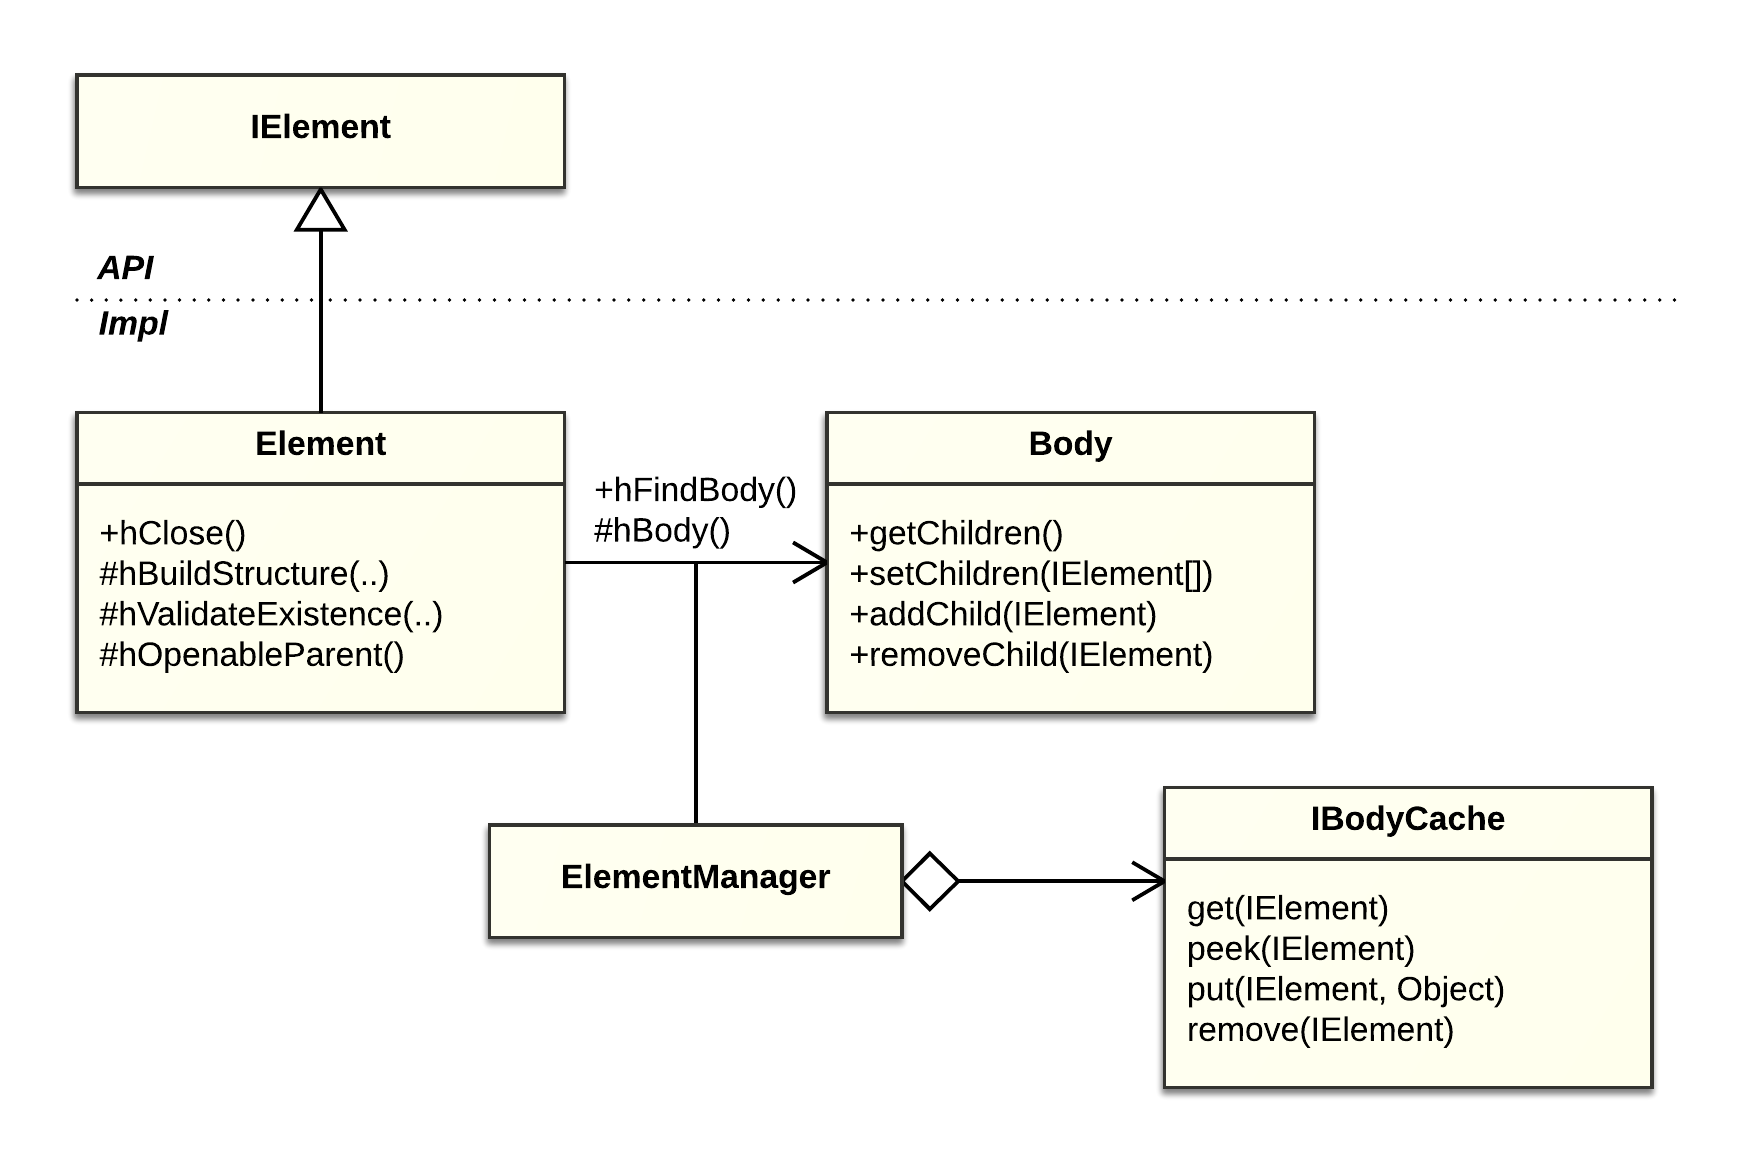 IElement
API
Impl
Element
+hClose()
#hBuildStructure(..)
#hValidateExistence(..)
#hOpenableParent()
+hFindBody()
#hBody()
Body
+getChildren()
+setChildren(IElement[])
+addChild(IElement)
+removeChild(IElement)
ElementManager
IBodyCache
get(IElement)
peek(IElement)
put(IElement, Object)
remove(IElement)